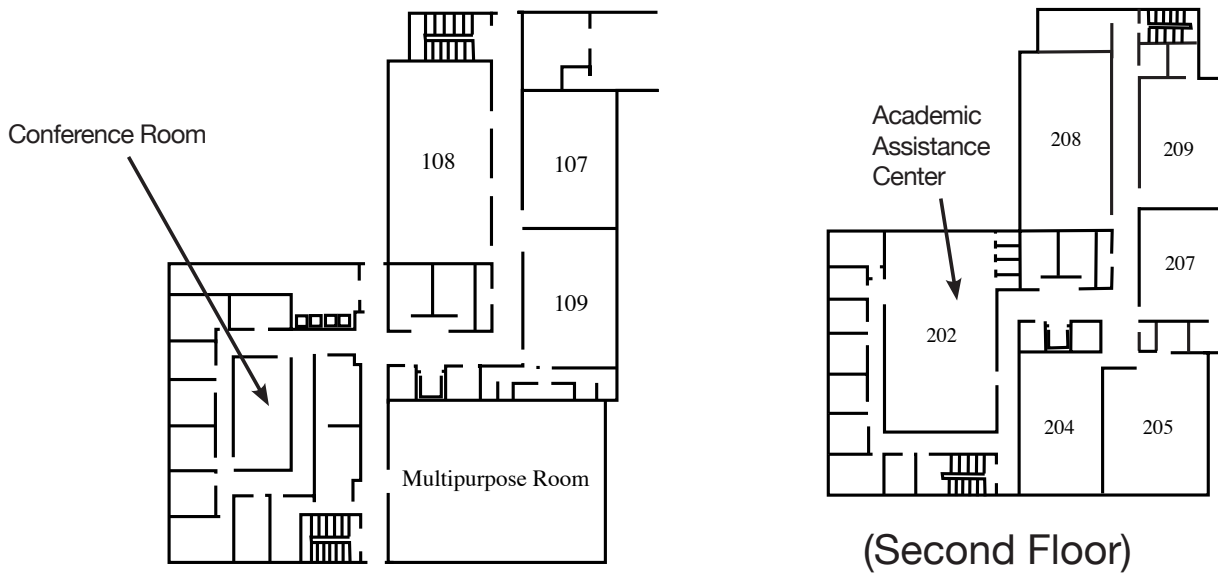 Conference Room
108
107
109
Multipurpose Room
Academic
Assistance
Center
208
209
207
202
204
205
(Second Floor)